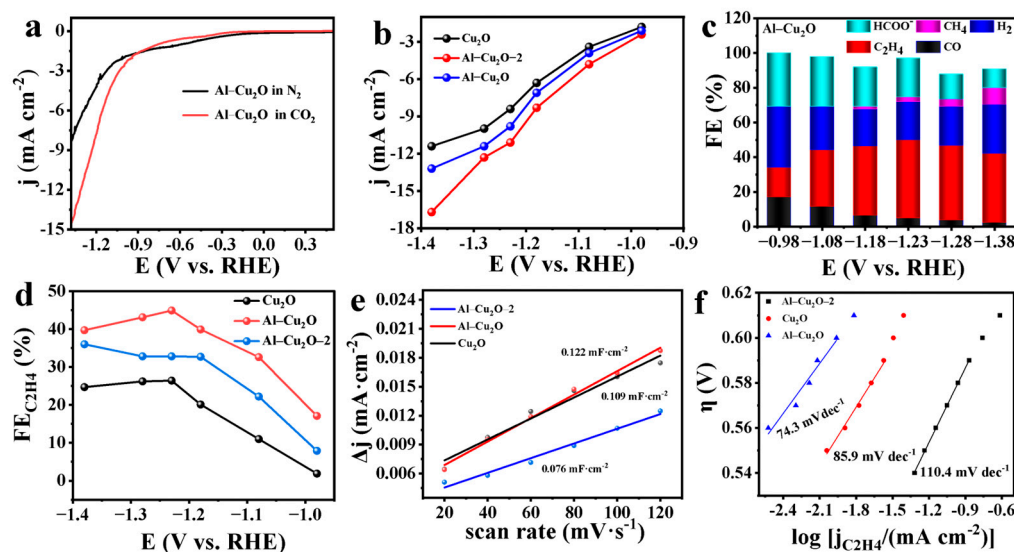 a
0
-3
-6
-9
-12
-15
j (mA cm⁻²)
Al–Cu₂O in N₂
Al–Cu₂O in CO₂
-1.2 -0.9 -0.6 -0.3 0.0 0.3
E (V vs. RHE)
b
-3
-6
-9
-12
-15
-18
j (mA cm⁻²)
Cu₂O
Al–Cu₂O–2
Al–Cu₂O
-1.4 -1.3 -1.2 -1.1 -1.0 -0.9
E (V vs. RHE)
c
120
100
80
60
40
20
0
FE (%)
Al–Cu₂O
HCOO⁻ CH₄ H₂
C₂H₄ CO
−0.98 −1.08 −1.18 −1.23 −1.28 −1.38
E (V vs. RHE)
d
50
40
30
20
10
0
FE_C2H4 (%)
Cu₂O
Al–Cu₂O
Al–Cu₂O–2
−1.4 −1.3 −1.2 −1.1 −1.0
E (V vs. RHE)
e
0.024
0.021
0.018
0.015
0.012
0.009
0.006
Δj (mA·cm⁻²)
Al–Cu₂O–2
Al–Cu₂O
Cu₂O
0.122 mF·cm⁻²
0.109 mF·cm⁻²
0.076 mF·cm⁻²
20 40 60 80 100 120
scan rate (mV·s⁻¹)
f
0.62
0.60
0.58
0.56
0.54
η (V)
Al–Cu₂O–2
Cu₂O
Al–Cu₂O
74.3 mVdec⁻¹
85.9 mV dec⁻¹
110.4 mV dec⁻¹
-2.4 -2.1 -1.8 -1.5 -1.2 -0.9 -0.6
log [j_C2H4/(mA cm⁻²)]